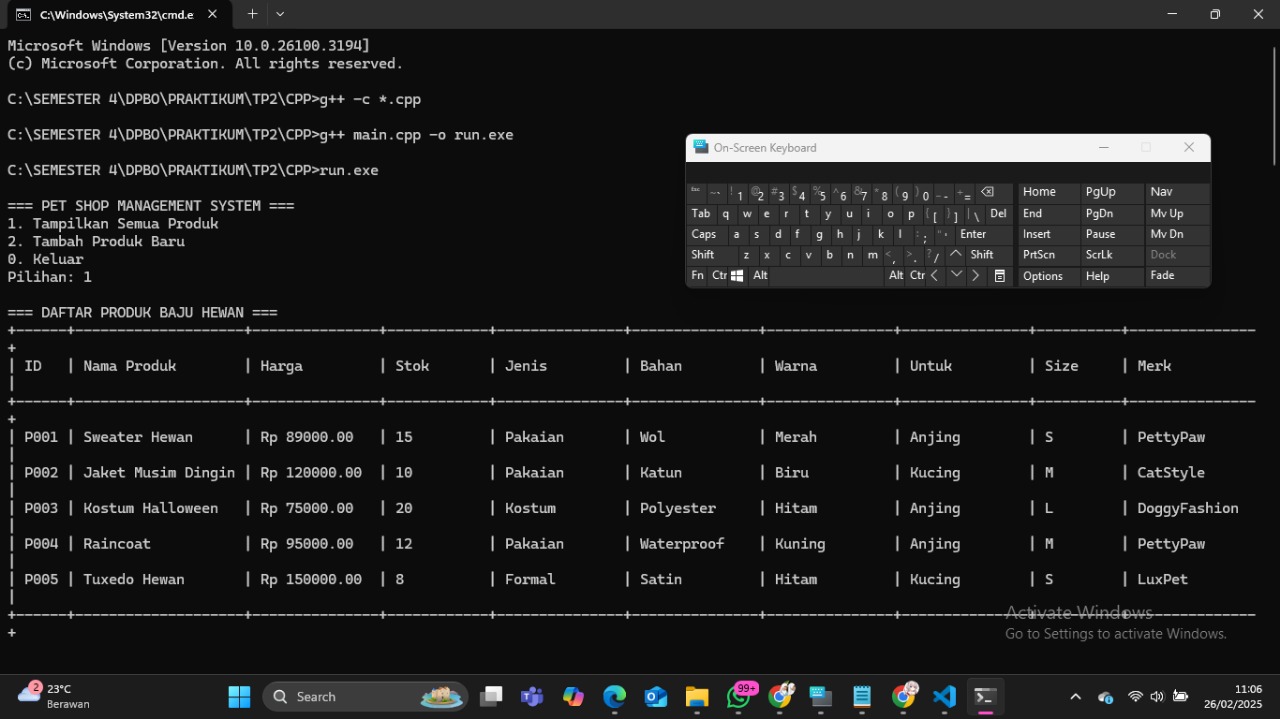 C:\Windows\System32\cmd.e
Microsoft Windows [Version 10.0.26100.3194]
(c) Microsoft Corporation. All rights reserved.
C:\SEMESTER 4\DPBO\PRAKTIKUM\TP2\CPP>g++ -c *.cpp
C:\SEMESTER 4\DPBO\PRAKTIKUM\TP2\CPP>g++ main.cpp -o run.exe
C:\SEMESTER 4\DPBO\PRAKTIKUM\TP2\CPP>run.exe
=== PET SHOP MANAGEMENT SYSTEM ===
1. Tampilkan Semua Produk
2. Tambah Produk Baru
0. Keluar
Pilihan: 1
On-Screen Keyboard
! 1 @ 2 # 3 $ 4 % 5 ^ 6 & 7 * 8 ( 9 ) 0 _ - + = Home PgUp Nav
Tab q w e r t y u i o p { [ } ] | \ Del End PgDn Mv Up
Caps a s d f g h j k l : ; " ' Enter Insert Pause Mv Dn
Shift z x c v b n m < , > . ? / Shift PrtScn ScrLk Dock
Fn Ctr Alt Alt Ctr Options Help Fade
=== DAFTAR PRODUK BAJU HEWAN ===
| ID | Nama Produk | Harga | Stok | Jenis | Bahan | Warna | Untuk | Size | Merk |
| P001 | Sweater Hewan | Rp 89000.00 | 15 | Pakaian | Wol | Merah | Anjing | S | PettyPaw |
| P002 | Jaket Musim Dingin | Rp 120000.00 | 10 | Pakaian | Katun | Biru | Kucing | M | CatStyle |
| P003 | Kostum Halloween | Rp 75000.00 | 20 | Kostum | Polyester | Hitam | Anjing | L | DoggyFashion |
| P004 | Raincoat | Rp 95000.00 | 12 | Pakaian | Waterproof | Kuning | Anjing | M | PettyPaw |
| P005 | Tuxedo Hewan | Rp 150000.00 | 8 | Formal | Satin | Hitam | Kucing | S | LuxPet |
Activate Windows
Go to Settings to activate Windows.
2
23°C
Berawan
Search
99+
11:06
26/02/2025